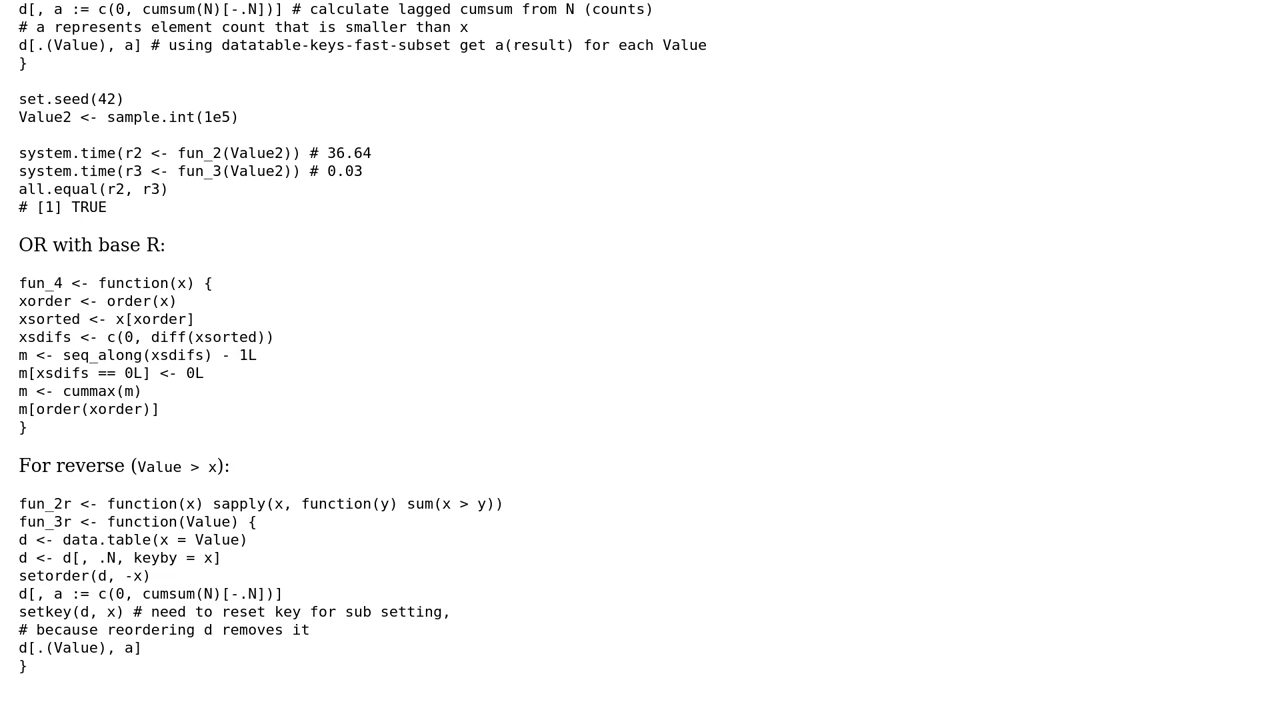 d[, a := c(0, cumsum(N)[-.N])] # calculate lagged cumsum from N (counts)
# a represents element count that is smaller than x
d[.(Value), a] # using datatable-keys-fast-subset get a(result) for each Value
}

set.seed(42)
Value2 <- sample.int(1e5)

system.time(r2 <- fun_2(Value2)) # 36.64
system.time(r3 <- fun_3(Value2)) # 0.03
all.equal(r2, r3)
# [1] TRUE

OR with base R:

fun_4 <- function(x) {
xorder <- order(x)
xsorted <- x[xorder]
xsdifs <- c(0, diff(xsorted))
m <- seq_along(xsdifs) - 1L
m[xsdifs == 0L] <- 0L
m <- cummax(m)
m[order(xorder)]
}

For reverse (Value > x):

fun_2r <- function(x) sapply(x, function(y) sum(x > y))
fun_3r <- function(Value) {
d <- data.table(x = Value)
d <- d[, .N, keyby = x]
setorder(d, -x)
d[, a := c(0, cumsum(N)[-.N])]
setkey(d, x) # need to reset key for sub setting,
# because reordering d removes it
d[.(Value), a]
}